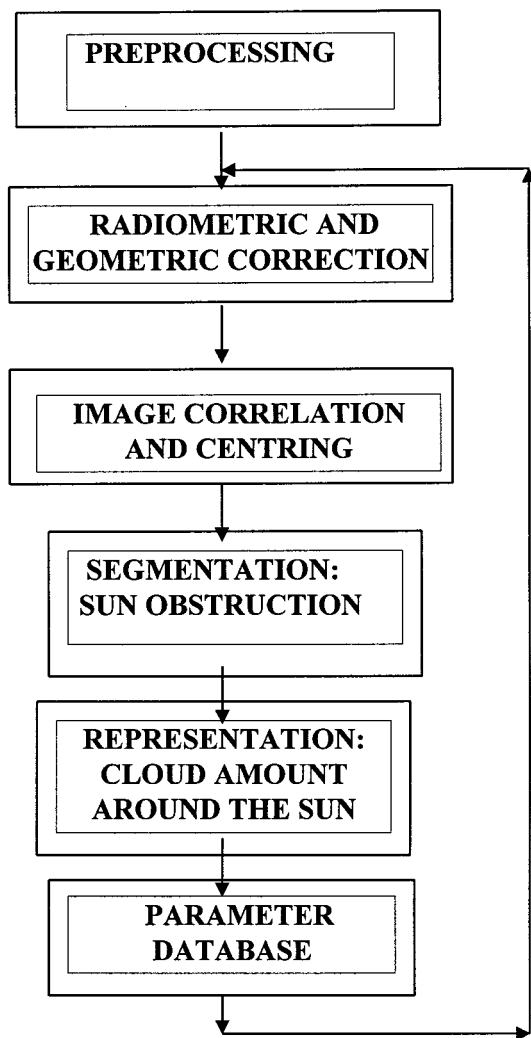 PREPROCESSING
RADIOMETRIC AND
GEOMETRIC CORRECTION
IMAGE CORRELATION
AND CENTRING
SEGMENTATION:
SUN OBSTRUCTION
REPRESENTATION:
CLOUD AMOUNT
AROUND THE SUN
PARAMETER
DATABASE